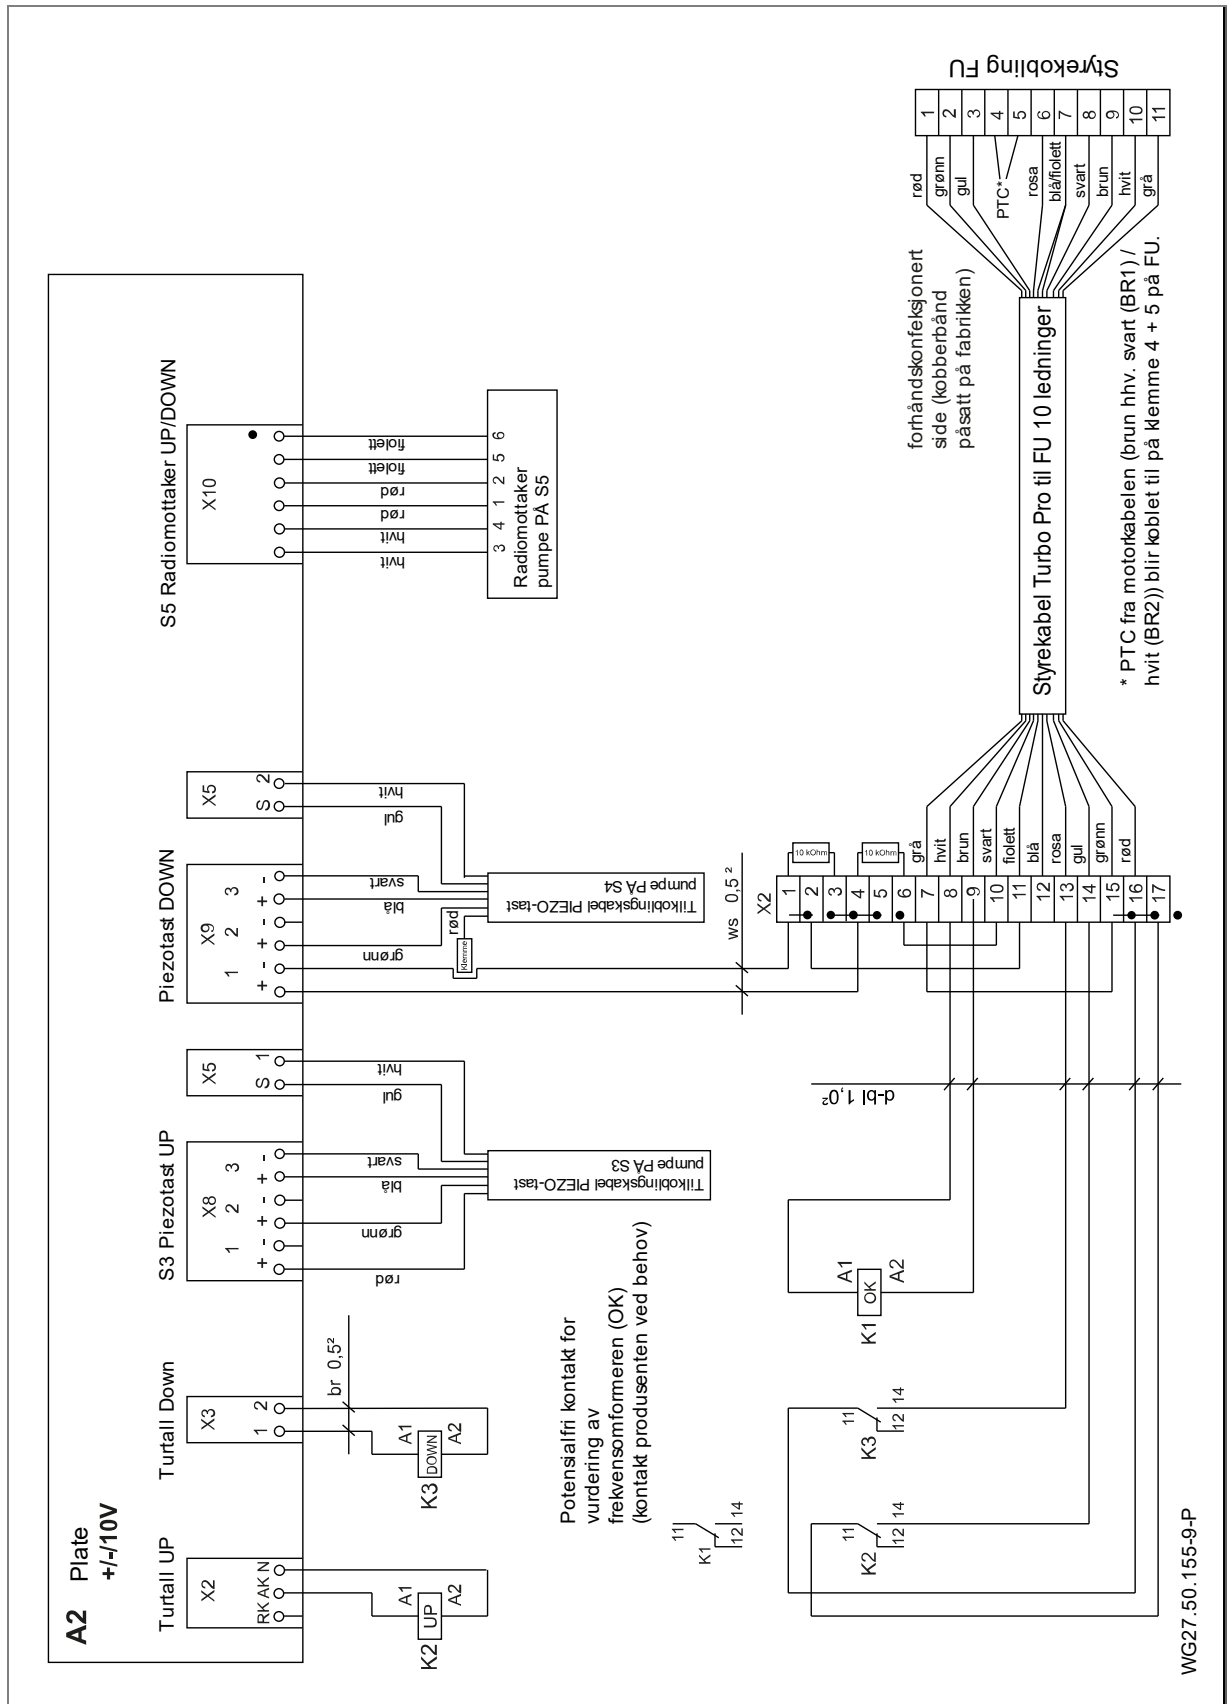 A2 Plate
+/-/10V
Turtall UP
X2
RK AK N
Turtall Down
X3
1 2
S3 Piezotast UP
X8
1 2 3
+ - + - + -
X5
S 1
Piezotast DOWN
X9
1 2 3
+ - + - + -
X5
S 2
S5 Radiomottaker UP/DOWN
X10
br 0,5²
rød
grønn
blå
svart
gul
hvit
grønn
rød
blå
svart
gul
hvit
hvit
hvit
rød
rød
fiolett
fiolett
K2
UP
A1
A2
K3
DOWN
A1
A2
Tilkoblingskabel PIEZO-tast
pumpe PÅ S3
Klemme
Tilkoblingskabel PIEZO-tast
pumpe PÅ S4
3 4 1 2 5 6
Radiomottaker
pumpe PÅ S5
Potensialfri kontakt for
vurdering av
frekvensomformeren (OK)
(kontakt produsenten ved behov)
K1
11
12 14
ws 0,5²
X2
10 kOhm
10 kOhm
1 2 3 4 5 6 7 8 9 10 11 12 13 14 15 16 17
grå
hvit
brun
svart
fiolett
blå
rosa
gul
grønn
rød
d-bl 1,0²
K1
OK
A1
A2
K2
11
12 14
K3
11
12 14
Styrekabel Turbo Pro til FU 10 ledninger
forhåndskonfeksjonert
side (kobberbånd
påsatt på fabrikken)
rød
grønn
gul
PTC*
rosa
blå/fiolett
svart
brun
hvit
grå
1 2 3 4 5 6 7 8 9 10 11
Styrekobling FU
* PTC fra motorkabelen (brun hhv. svart (BR1) /
hvit (BR2)) blir koblet til på klemme 4 + 5 på FU.
WG27.50.155-9-P